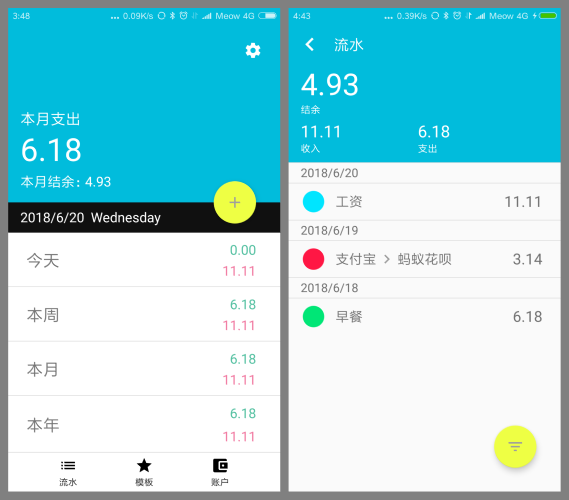 3:48 ... 0.09K/s Meow 4G
本月支出
6.18
本月结余: 4.93
2018/6/20 Wednesday
今天 0.00
11.11
本周 6.18
11.11
本月 6.18
11.11
本年 6.18
11.11
流水 模板 账户
4:43 ... 0.39K/s Meow 4G
流水
4.93
结余
11.11 6.18
收入 支出
2018/6/20
工资 11.11
2018/6/19
支付宝 > 蚂蚁花呗 3.14
2018/6/18
早餐 6.18